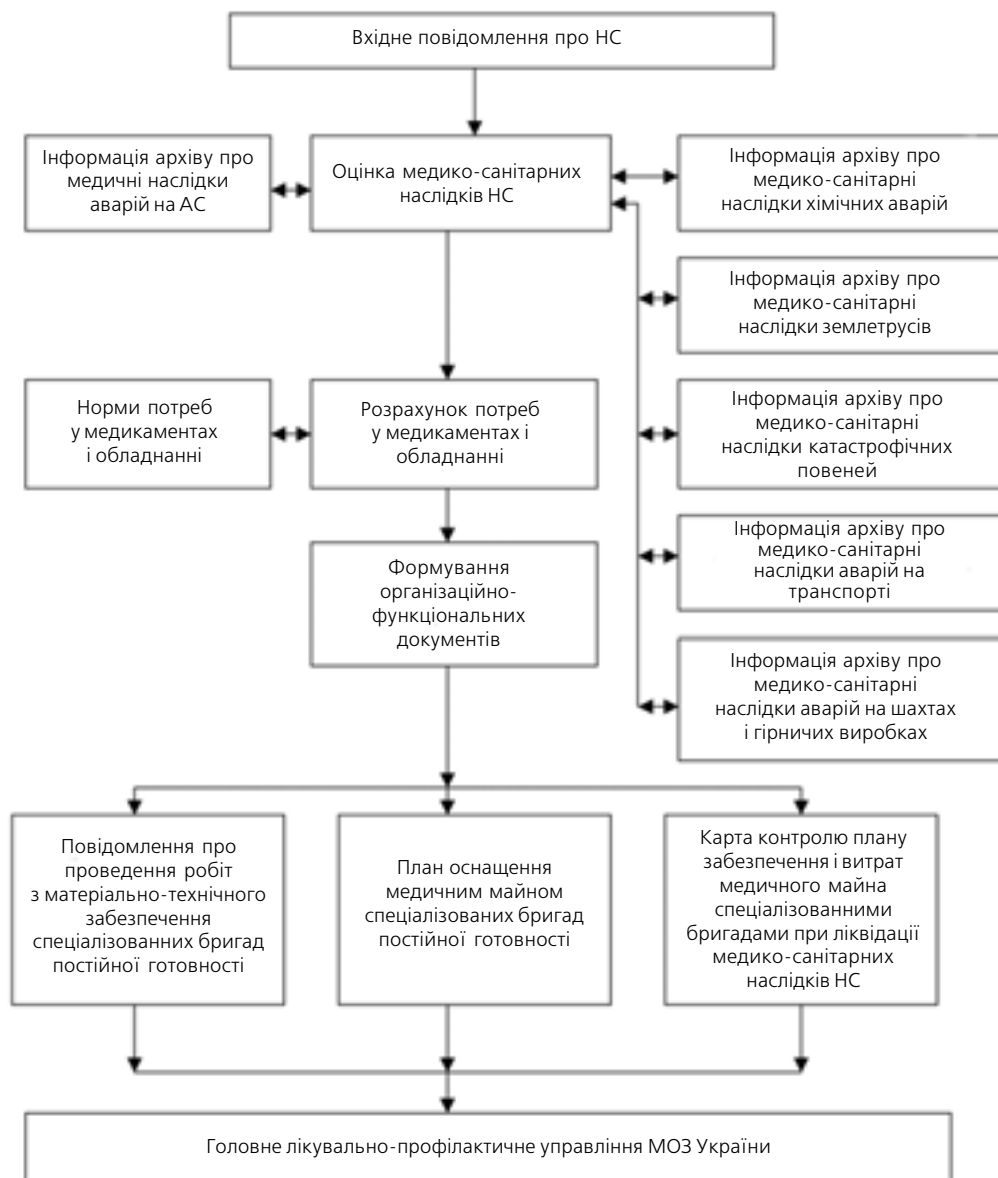 Вхідне повідомлення про НС
Інформація архіву про
медичні наслідки
аварій на АС
Оцінка медико-санітарних
наслідків НС
Інформація архіву про
медико-санітарні
наслідки хімічних аварій
Інформація архіву про
медико-санітарні
наслідки землетрусів
Норми потреб
у медикаментах
і обладнанні
Розрахунок потреб
у медикаментах і
обладнанні
Інформація архіву про
медико-санітарні
наслідки катастрофічних
повеней
Формування
організаційно-
функціональних
документів
Інформація архіву про
медико-санітарні
наслідки аварій на
транспорті
Інформація архіву про
медико-санітарні
наслідки аварій на шахтах
і гірничих виробках
Повідомлення про
проведення робіт
з матеріально-технічного
забезпечення
спеціалізованних бригад
постійної готовності
План оснащення
медичним майном
спеціалізованих бригад
постійної готовності
Карта контролю плану
забезпечення і витрат
медичного майна
спеціалізованними
бригадами при ліквідації
медико-санітарних
наслідків НС
Головне лікувально-профілактичне управління МОЗ України